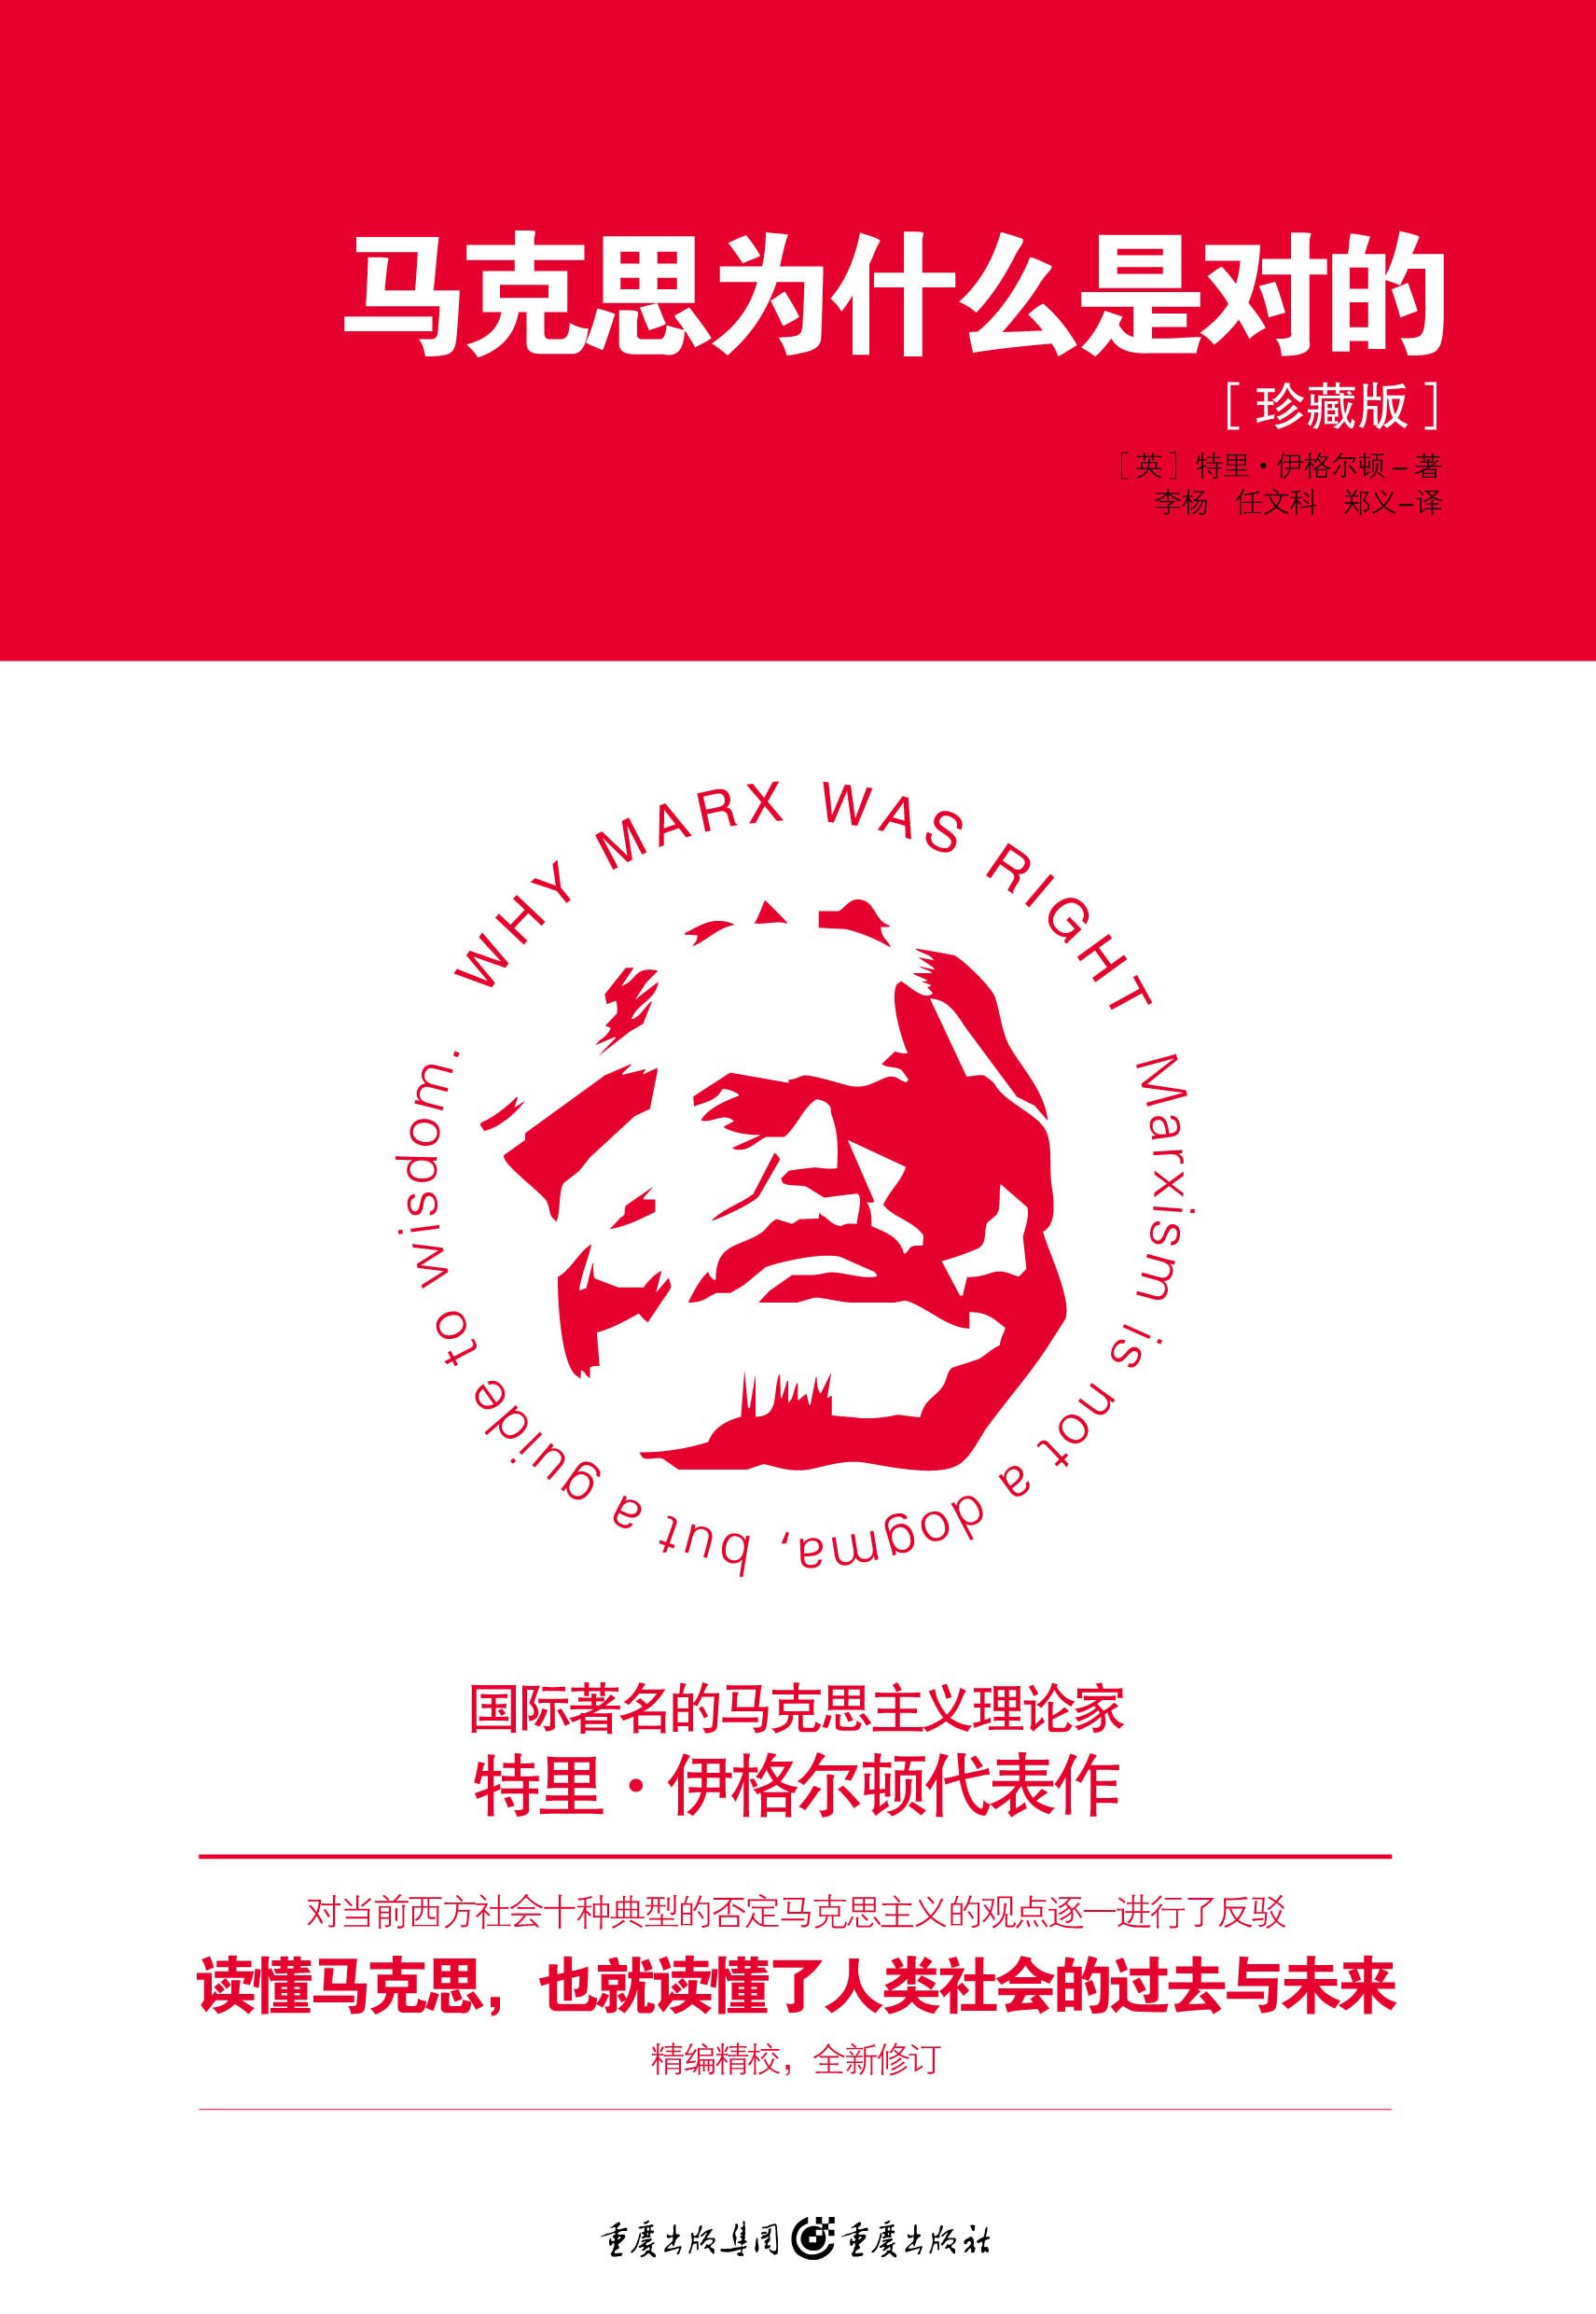 马克思为什么是对的
［珍藏版］
［英］特里·伊格尔顿－著
李杨　任文科　郑义－译
WHY MARX WAS RIGHT
Marxism is not a dogma, but a guide to wisdom.
国际著名的马克思主义理论家
特里·伊格尔顿代表作
对当前西方社会十种典型的否定马克思主义的观点逐一进行了反驳
读懂马克思，也就读懂了人类社会的过去与未来
精编精校，全新修订
重庆出版集团 重庆出版社